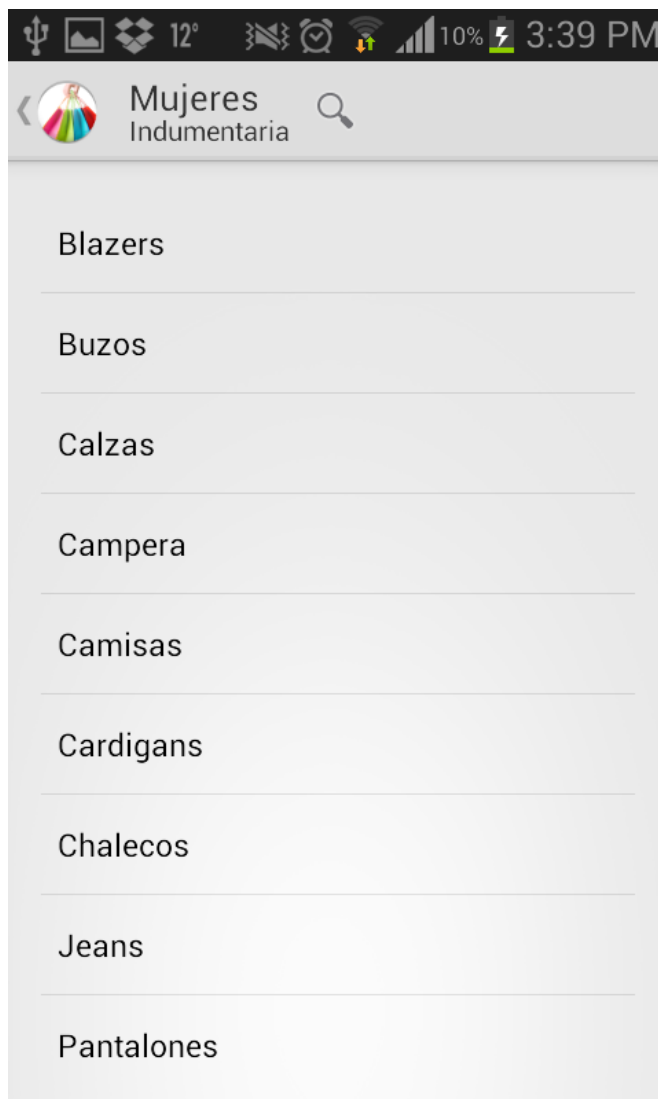 12° 10% 3:39 PM
Mujeres
Indumentaria
Blazers
Buzos
Calzas
Campera
Camisas
Cardigans
Chalecos
Jeans
Pantalones